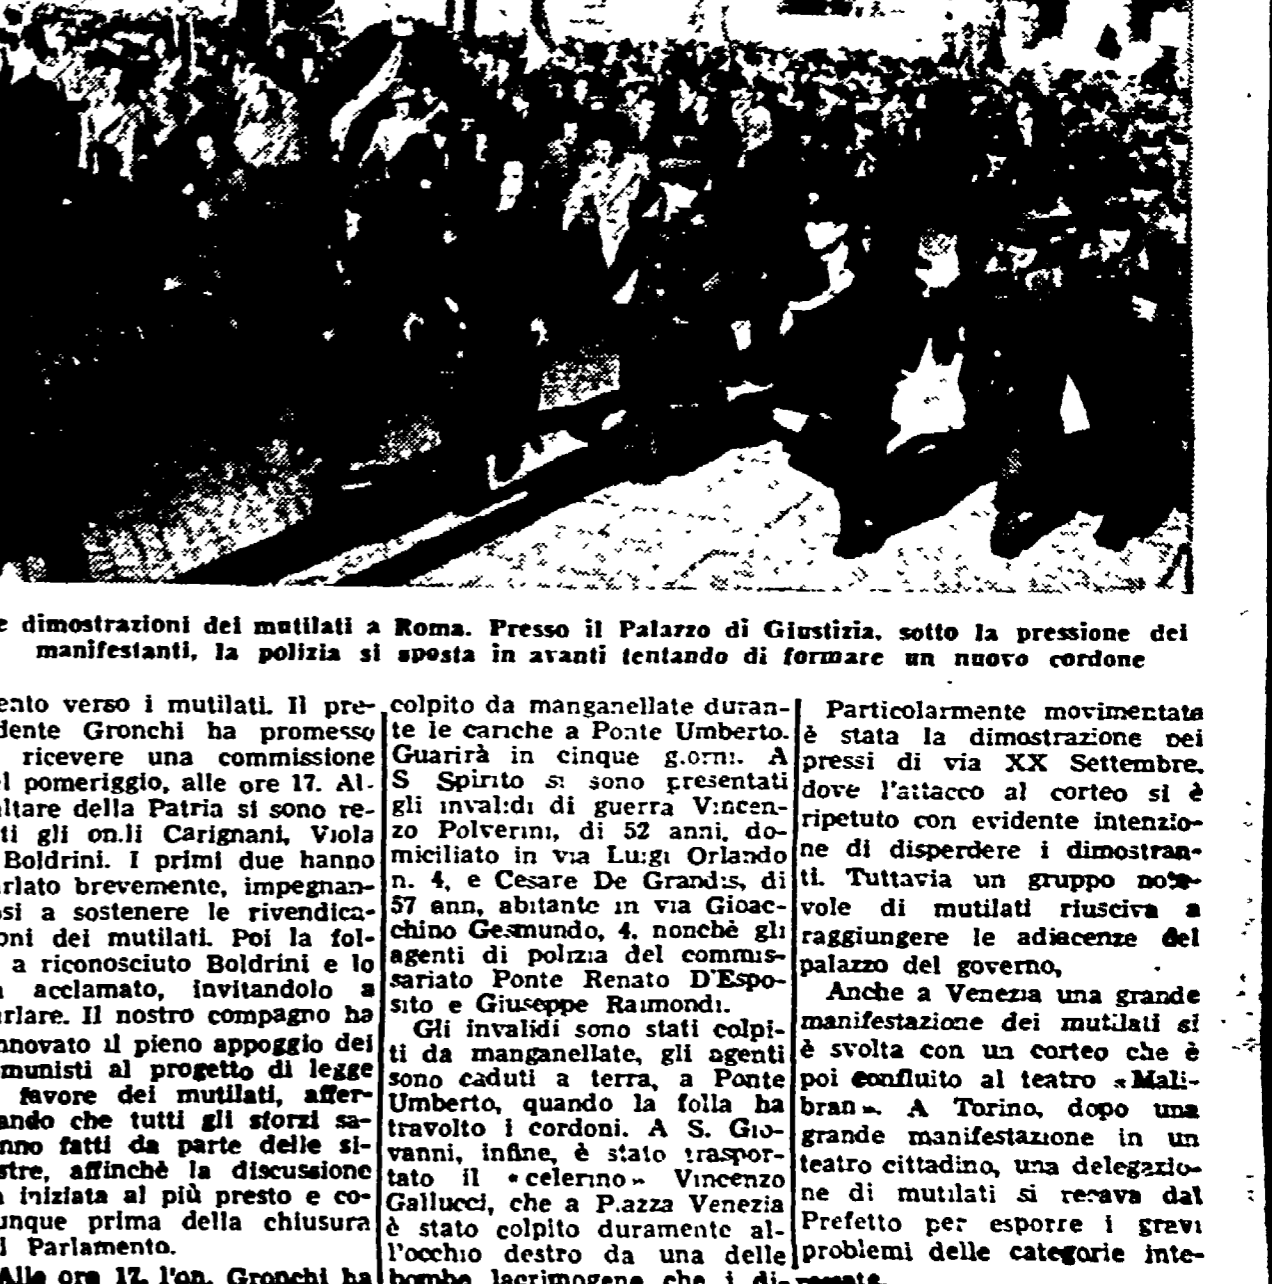 e dimostrazioni dei mutilati a Roma. Presso il Palazzo di Giustizia, sotto la pressione dei
manifestanti, la polizia si sposta in avanti tentando di formare un nuovo cordone
ento verso i mutilati. Il pre-
dente Gronchi ha promesso
ricevere una commissione
l pomeriggio, alle ore 17. Al-
ltare della Patria si sono re-
ti gli on.li Carignani, Viola
Boldrini. I primi due hanno
rlato brevemente, impegnan-
si a sostenere le rivendica-
oni dei mutilati. Poi la fol-
a riconosciuto Boldrini e lo
acclamato, invitandolo a
rlare. Il nostro compagno ha
nnovato il pieno appoggio dei
munisti al progetto di legge
favore dei mutilati, affer-
ando che tutti gli sforzi sa-
nno fatti da parte delle si-
stre, affinchè la discussione
iniziata al più presto e co-
unque prima della chiusura
l Parlamento.
Alle ore 17, l'on. Gronchi ha
colpito da manganellate duran-
te le cariche a Ponte Umberto.
Guarirà in cinque giorni. A
S Spirito si sono presentati
gli invalidi di guerra Vincen-
zo Polverini, di 52 anni, do-
miciliato in via Luigi Orlando
n. 4, e Cesare De Grandis, di
57 ann, abitante in via Gioac-
chino Gesmundo, 4, nonchè gli
agenti di polizia del commis-
sariato Ponte Renato D'Espo-
sito e Giuseppe Raimondi.
Gli invalidi sono stati colpi-
ti da manganellate, gli agenti
sono caduti a terra, a Ponte
Umberto, quando la folla ha
travolto i cordoni. A S. Gio-
vanni, infine, è stato traspor-
tato il « celerino » Vincenzo
Gallucci, che a Piazza Venezia
è stato colpito duramente al-
l'occhio destro da una delle
bombe lacrimogene che i di-
Particolarmente movimentata
è stata la dimostrazione nei
pressi di via XX Settembre,
dove l'attacco al corteo si è
ripetuto con evidente intenzio-
ne di disperdere i dimostran-
ti. Tuttavia un gruppo note-
vole di mutilati riusciva a
raggiungere le adiacenze del
palazzo del governo,
Anche a Venezia una grande
manifestazione dei mutilati si
è svolta con un corteo che è
poi confluito al teatro « Mali-
bran ». A Torino, dopo una
grande manifestazione in un
teatro cittadino, una delegazio-
ne di mutilati si recava dal
Prefetto per esporre i gravi
problemi delle categorie inte-